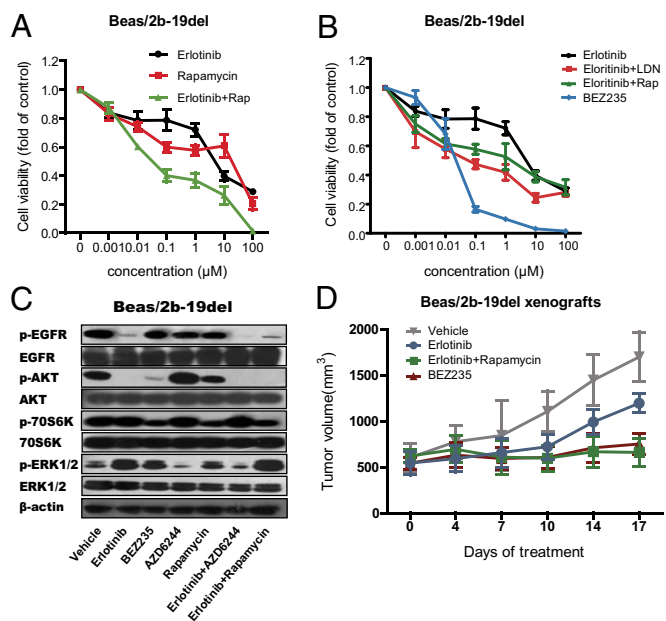 A
Beas/2b-19del
Erlotinib
Rapamycin
Erlotinib+Rap
Cell viability (fold of control)
1.2
1.0
0.8
0.6
0.4
0.2
0.0
0 0.001 0.01 0.1 1 10 100
concentration (µM)
B
Beas/2b-19del
Erlotinib
Eloritinib+LDN
Eloritinib+Rap
BEZ235
Cell viability (fold of control)
1.2
1.0
0.8
0.6
0.4
0.2
0.0
0 0.001 0.01 0.1 1 10 100
concentration (µM)
C
Beas/2b-19del
p-EGFR
EGFR
p-AKT
AKT
p-70S6K
70S6K
p-ERK1/2
ERK1/2
β-actin
Vehicle
Erlotinib
BEZ235
AZD6244
Rapamycin
Erlotinib+AZD6244
Erlotinib+Rapamycin
D
Beas/2b-19del xenografts
Vehicle
Erlotinib
Erlotinib+Rapamycin
BEZ235
Tumor volume(mm3)
2000
1500
1000
500
0
0 4 7 10 14 17
Days of treatment